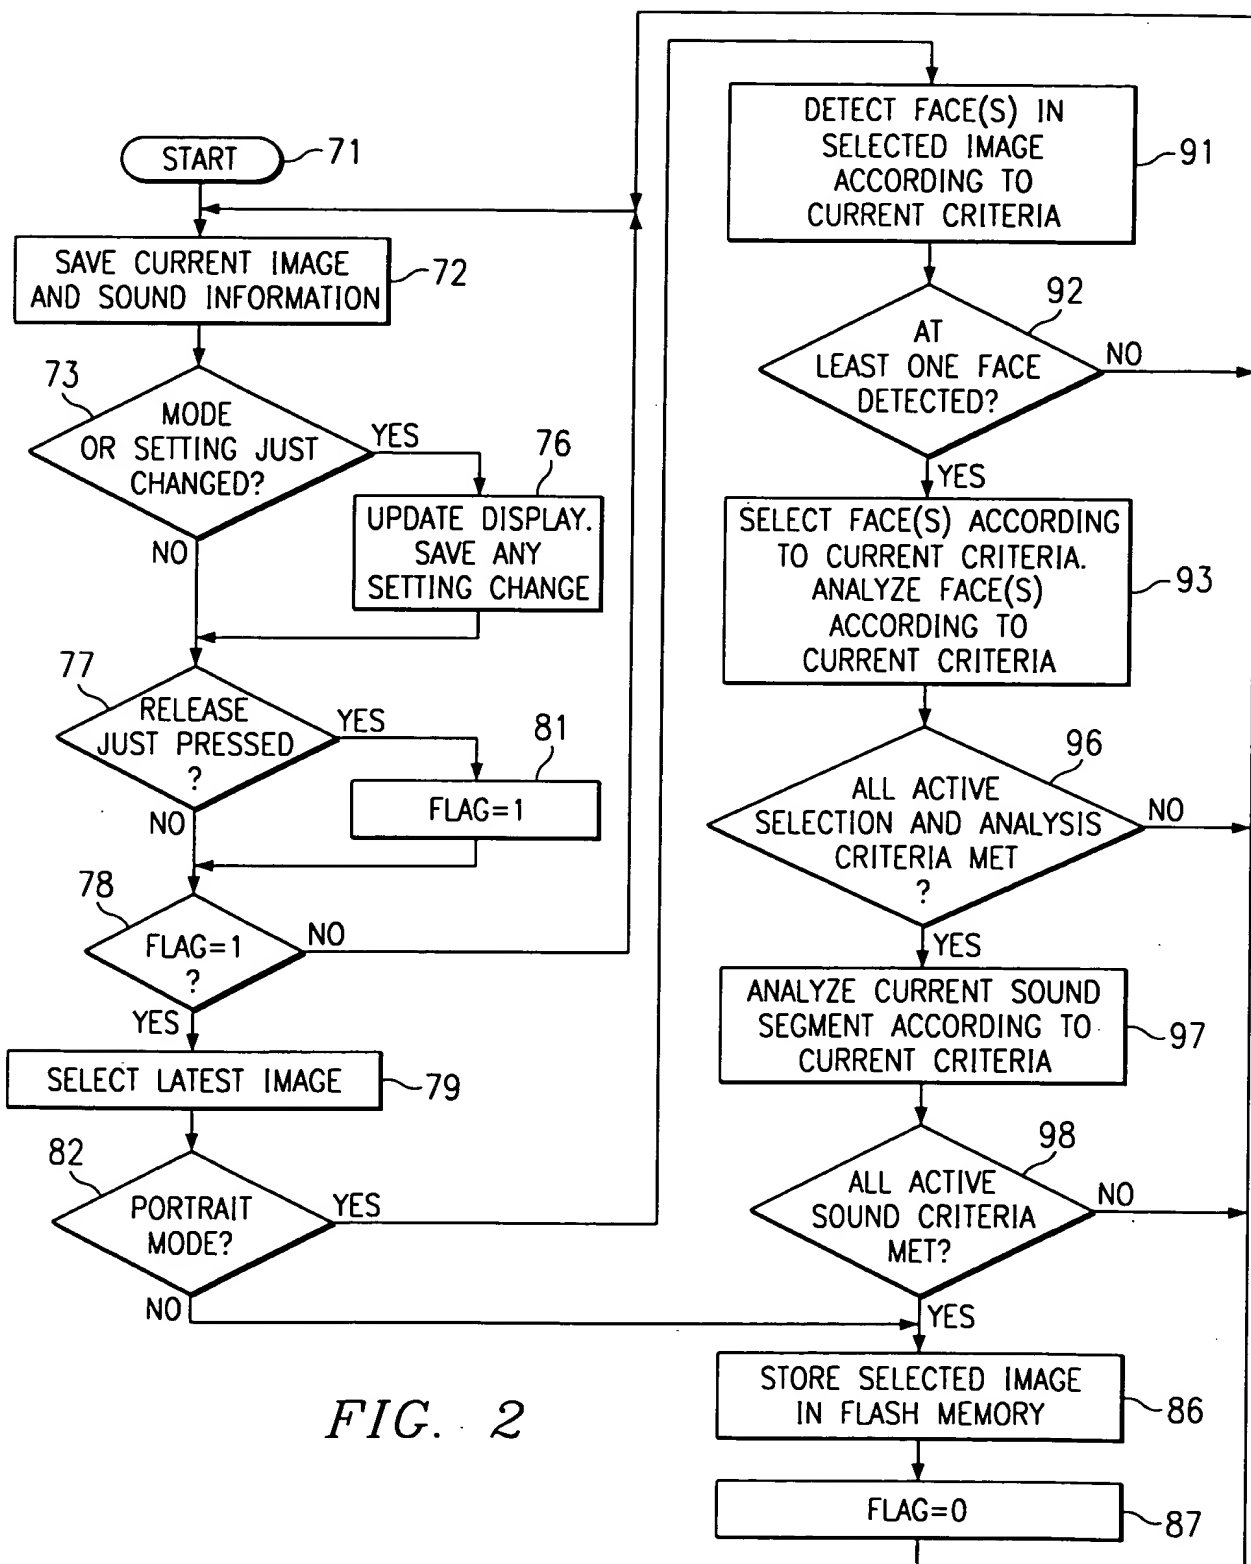 START
71
SAVE CURRENT IMAGE
AND SOUND INFORMATION
72
73
MODE
OR SETTING JUST
CHANGED?
YES
NO
76
UPDATE DISPLAY.
SAVE ANY
SETTING CHANGE
77
RELEASE
JUST PRESSED
?
YES
NO
81
FLAG=1
78
FLAG=1
?
NO
YES
SELECT LATEST IMAGE
79
82
PORTRAIT
MODE?
YES
NO
DETECT FACE(S) IN
SELECTED IMAGE
ACCORDING TO
CURRENT CRITERIA
91
92
AT
LEAST ONE FACE
DETECTED?
NO
YES
SELECT FACE(S) ACCORDING
TO CURRENT CRITERIA.
ANALYZE FACE(S)
ACCORDING TO
CURRENT CRITERIA
93
96
ALL ACTIVE
SELECTION AND ANALYSIS
CRITERIA MET
?
NO
YES
ANALYZE CURRENT SOUND
SEGMENT ACCORDING TO
CURRENT CRITERIA
97
98
ALL ACTIVE
SOUND CRITERIA
MET?
NO
YES
STORE SELECTED IMAGE
IN FLASH MEMORY
86
FLAG=0
87
FIG. 2